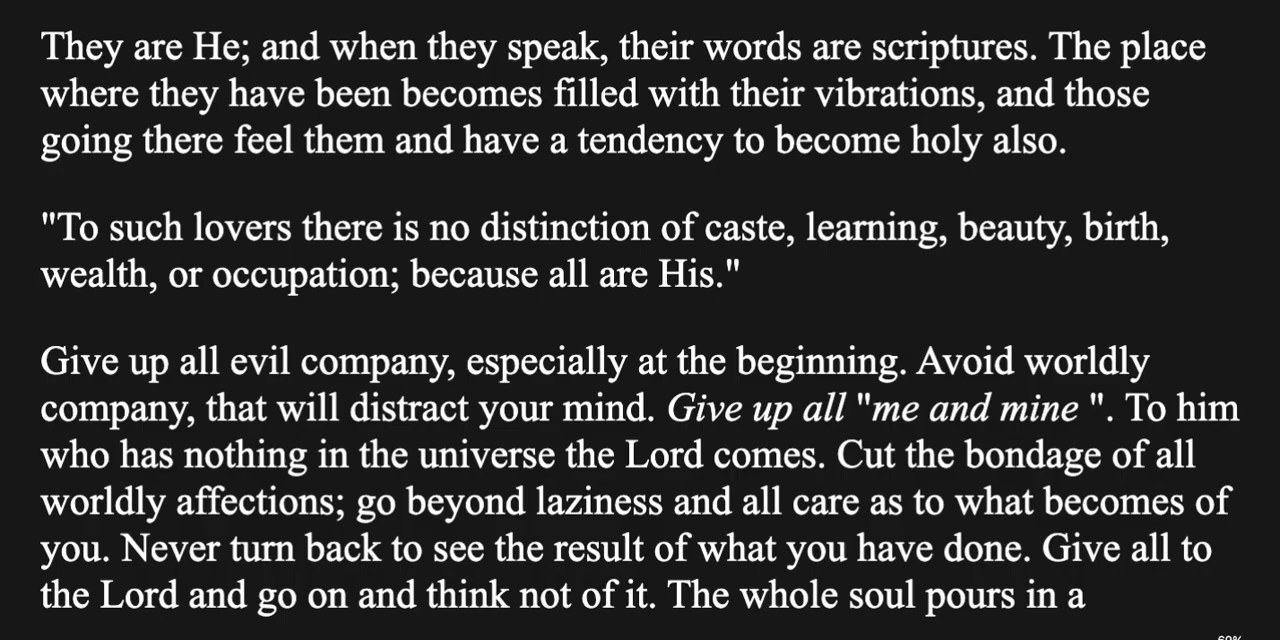 They are He; and when they speak, their words are scriptures. The place
where they have been becomes filled with their vibrations, and those
going there feel them and have a tendency to become holy also.
"To such lovers there is no distinction of caste, learning, beauty, birth,
wealth, or occupation; because all are His."
Give up all evil company, especially at the beginning. Avoid worldly
company, that will distract your mind. Give up all "me and mine ". To him
who has nothing in the universe the Lord comes. Cut the bondage of all
worldly affections; go beyond laziness and all care as to what becomes of
you. Never turn back to see the result of what you have done. Give all to
the Lord and go on and think not of it. The whole soul pours in a